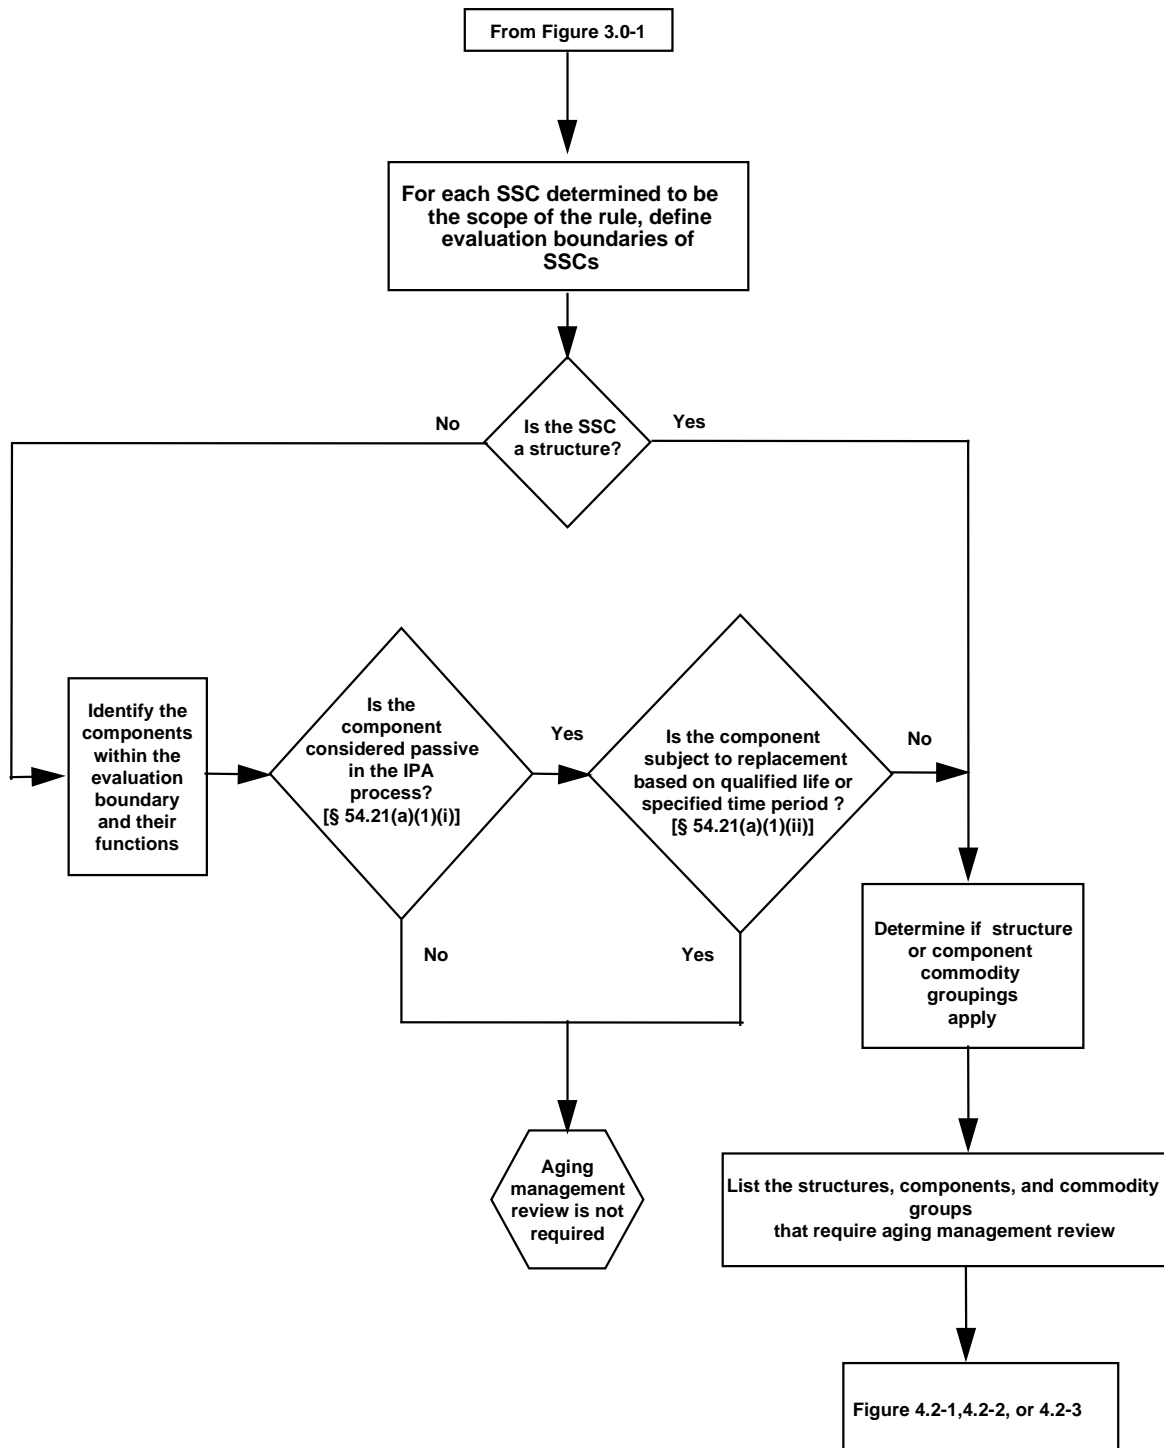 From Figure 3.0-1
For each SSC determined to be
the scope of the rule, define
evaluation boundaries of
SSCs
No
Is the SSC
a structure?
Yes
Identify the
components
within the
evaluation
boundary
and their
functions
Is the
component
considered passive
in the IPA
process?
[§ 54.21(a)(1)(i)]
Yes
Is the component
subject to replacement
based on qualified life or
specified time period ?
[§ 54.21(a)(1)(ii)]
No
No
Yes
Determine if structure
or component
commodity
groupings
apply
Aging
management
review is not
required
List the structures, components, and commodity
groups
that require aging management review
Figure 4.2-1,4.2-2, or 4.2-3